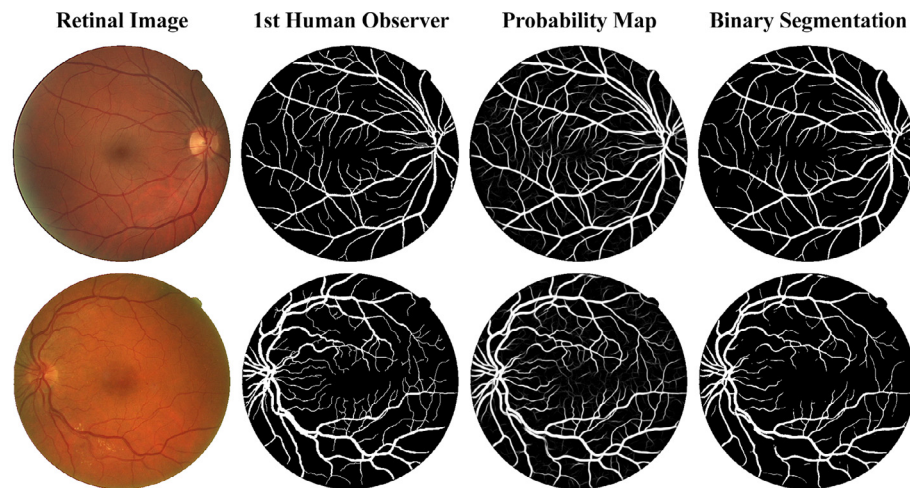 Retinal Image
1st Human Observer
Probability Map
Binary Segmentation